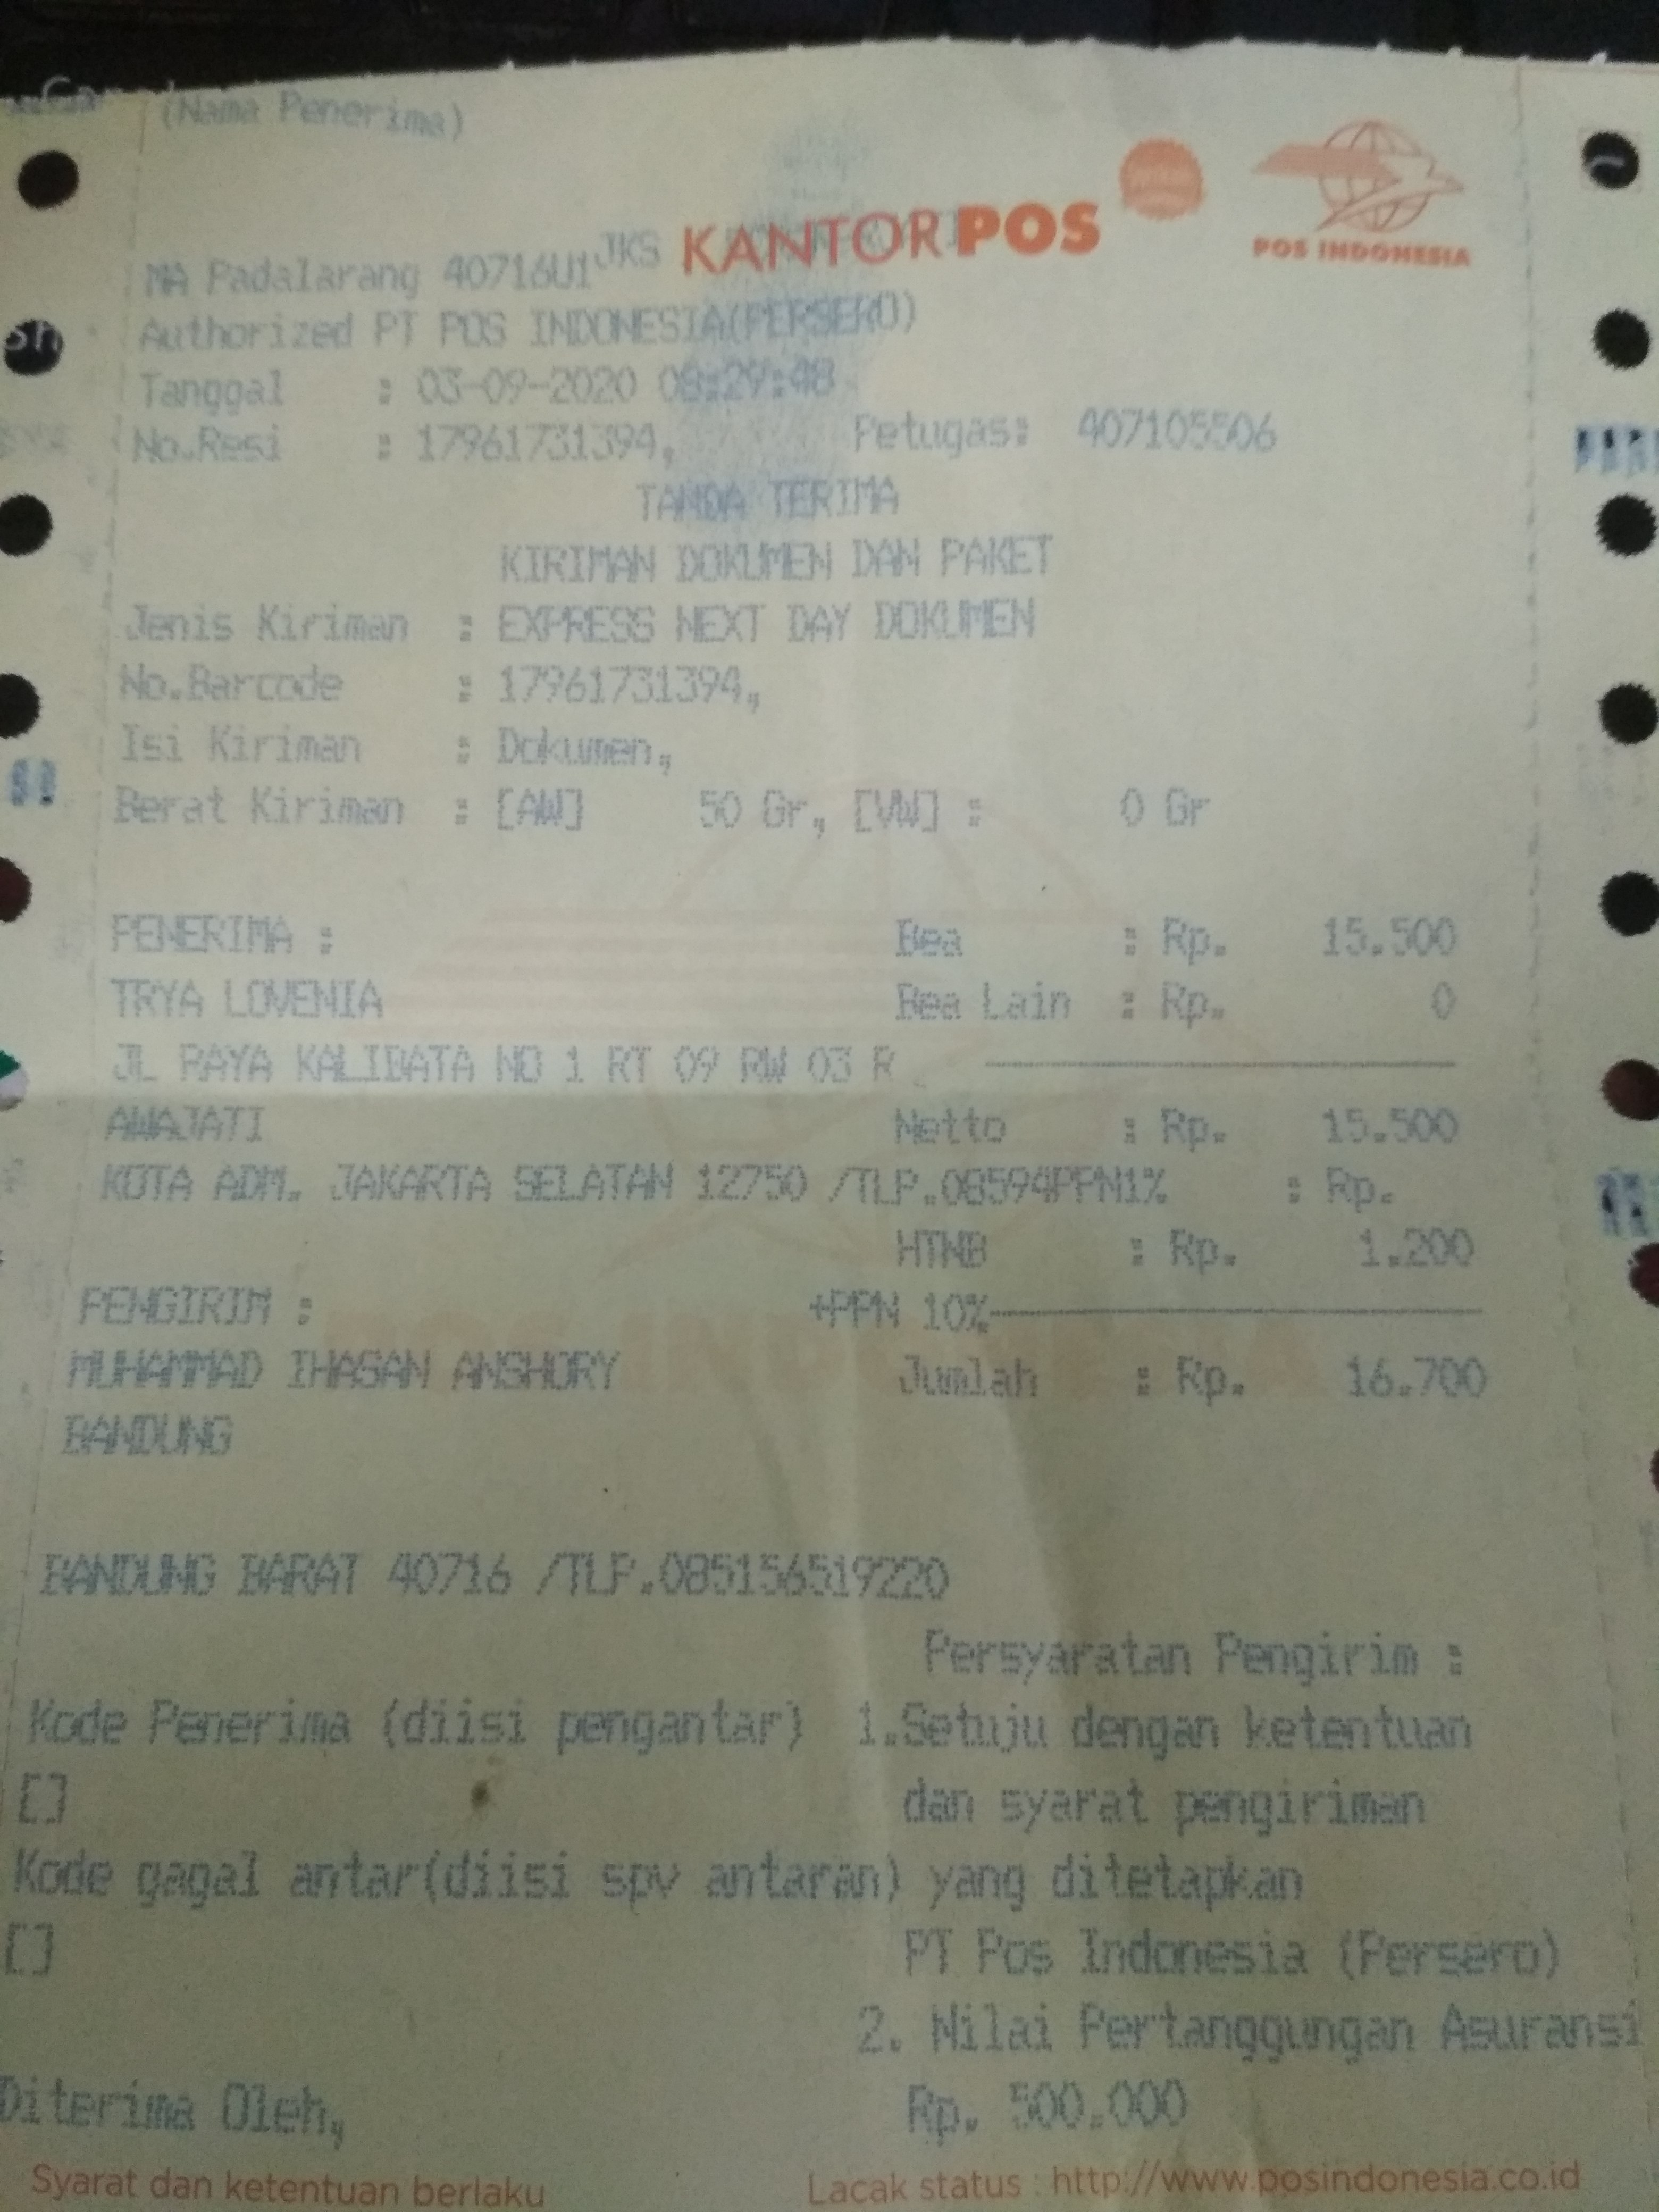 (Nama Penerima)
KANTORPOS
POS INDONESIA
MA Padalarang 40716U1 JKS
Authorized PT POS INDONESIA(PERSERO)
Tanggal : 03-09-2020 08:29:48
No.Resi : 17961731394, Petugas: 407105506
TANDA TERIMA
KIRIMAN DOKUMEN DAN PAKET
Jenis Kiriman : EXPRESS NEXT DAY DOKUMEN
No.Barcode : 17961731394,
Isi Kiriman : Dokumen,
Berat Kiriman : [AW] 50 Gr, [VW] : 0 Gr
PENERIMA : Bea : Rp. 15.500
TRYA LOVENIA Bea Lain : Rp. 0
JL RAYA KALIBATA NO 1 RT 09 RW 03 R
AWAJATI Netto : Rp. 15.500
KOTA ADM. JAKARTA SELATAN 12750 /TLP.08594PPN1% : Rp.
HTNB : Rp. 1.200
PENGIRIM : +PPN 10%
MUHAMMAD IHASAN ANSHORY Jumlah : Rp. 16.700
BANDUNG
BANDUNG BARAT 40716 /TLP.085156519220
Persyaratan Pengirim :
Kode Penerima (diisi pengantar) 1.Setuju dengan ketentuan
[] dan syarat pengiriman
Kode gagal antar(diisi spv antaran) yang ditetapkan
[] PT Pos Indonesia (Persero)
2. Nilai Pertanggungan Asuransi
Diterima Oleh, Rp. 500.000
Syarat dan ketentuan berlaku Lacak status : http://www.posindonesia.co.id